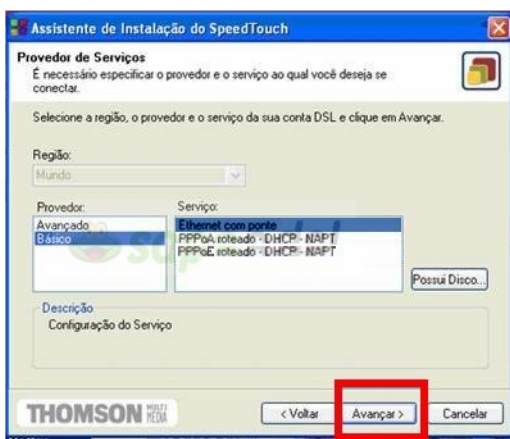 Assistente de Instalação do SpeedTouch
Provedor de Serviços
É necessário especificar o provedor e o serviço ao qual você deseja se
conectar.
Selecione a região, o provedor e o serviço da sua conta DSL e clique em Avançar.
Região:
Mundo
Provedor:
Serviço:
Avançado
Básico
Ethernet com ponte
PPPoA roteado - DHCP - NAPT
PPPoE roteado - DHCP - NAPT
Possui Disco...
Descrição
Configuração do Serviço
THOMSON MULTI
MÉDIA
< Voltar
Avançar >
Cancelar